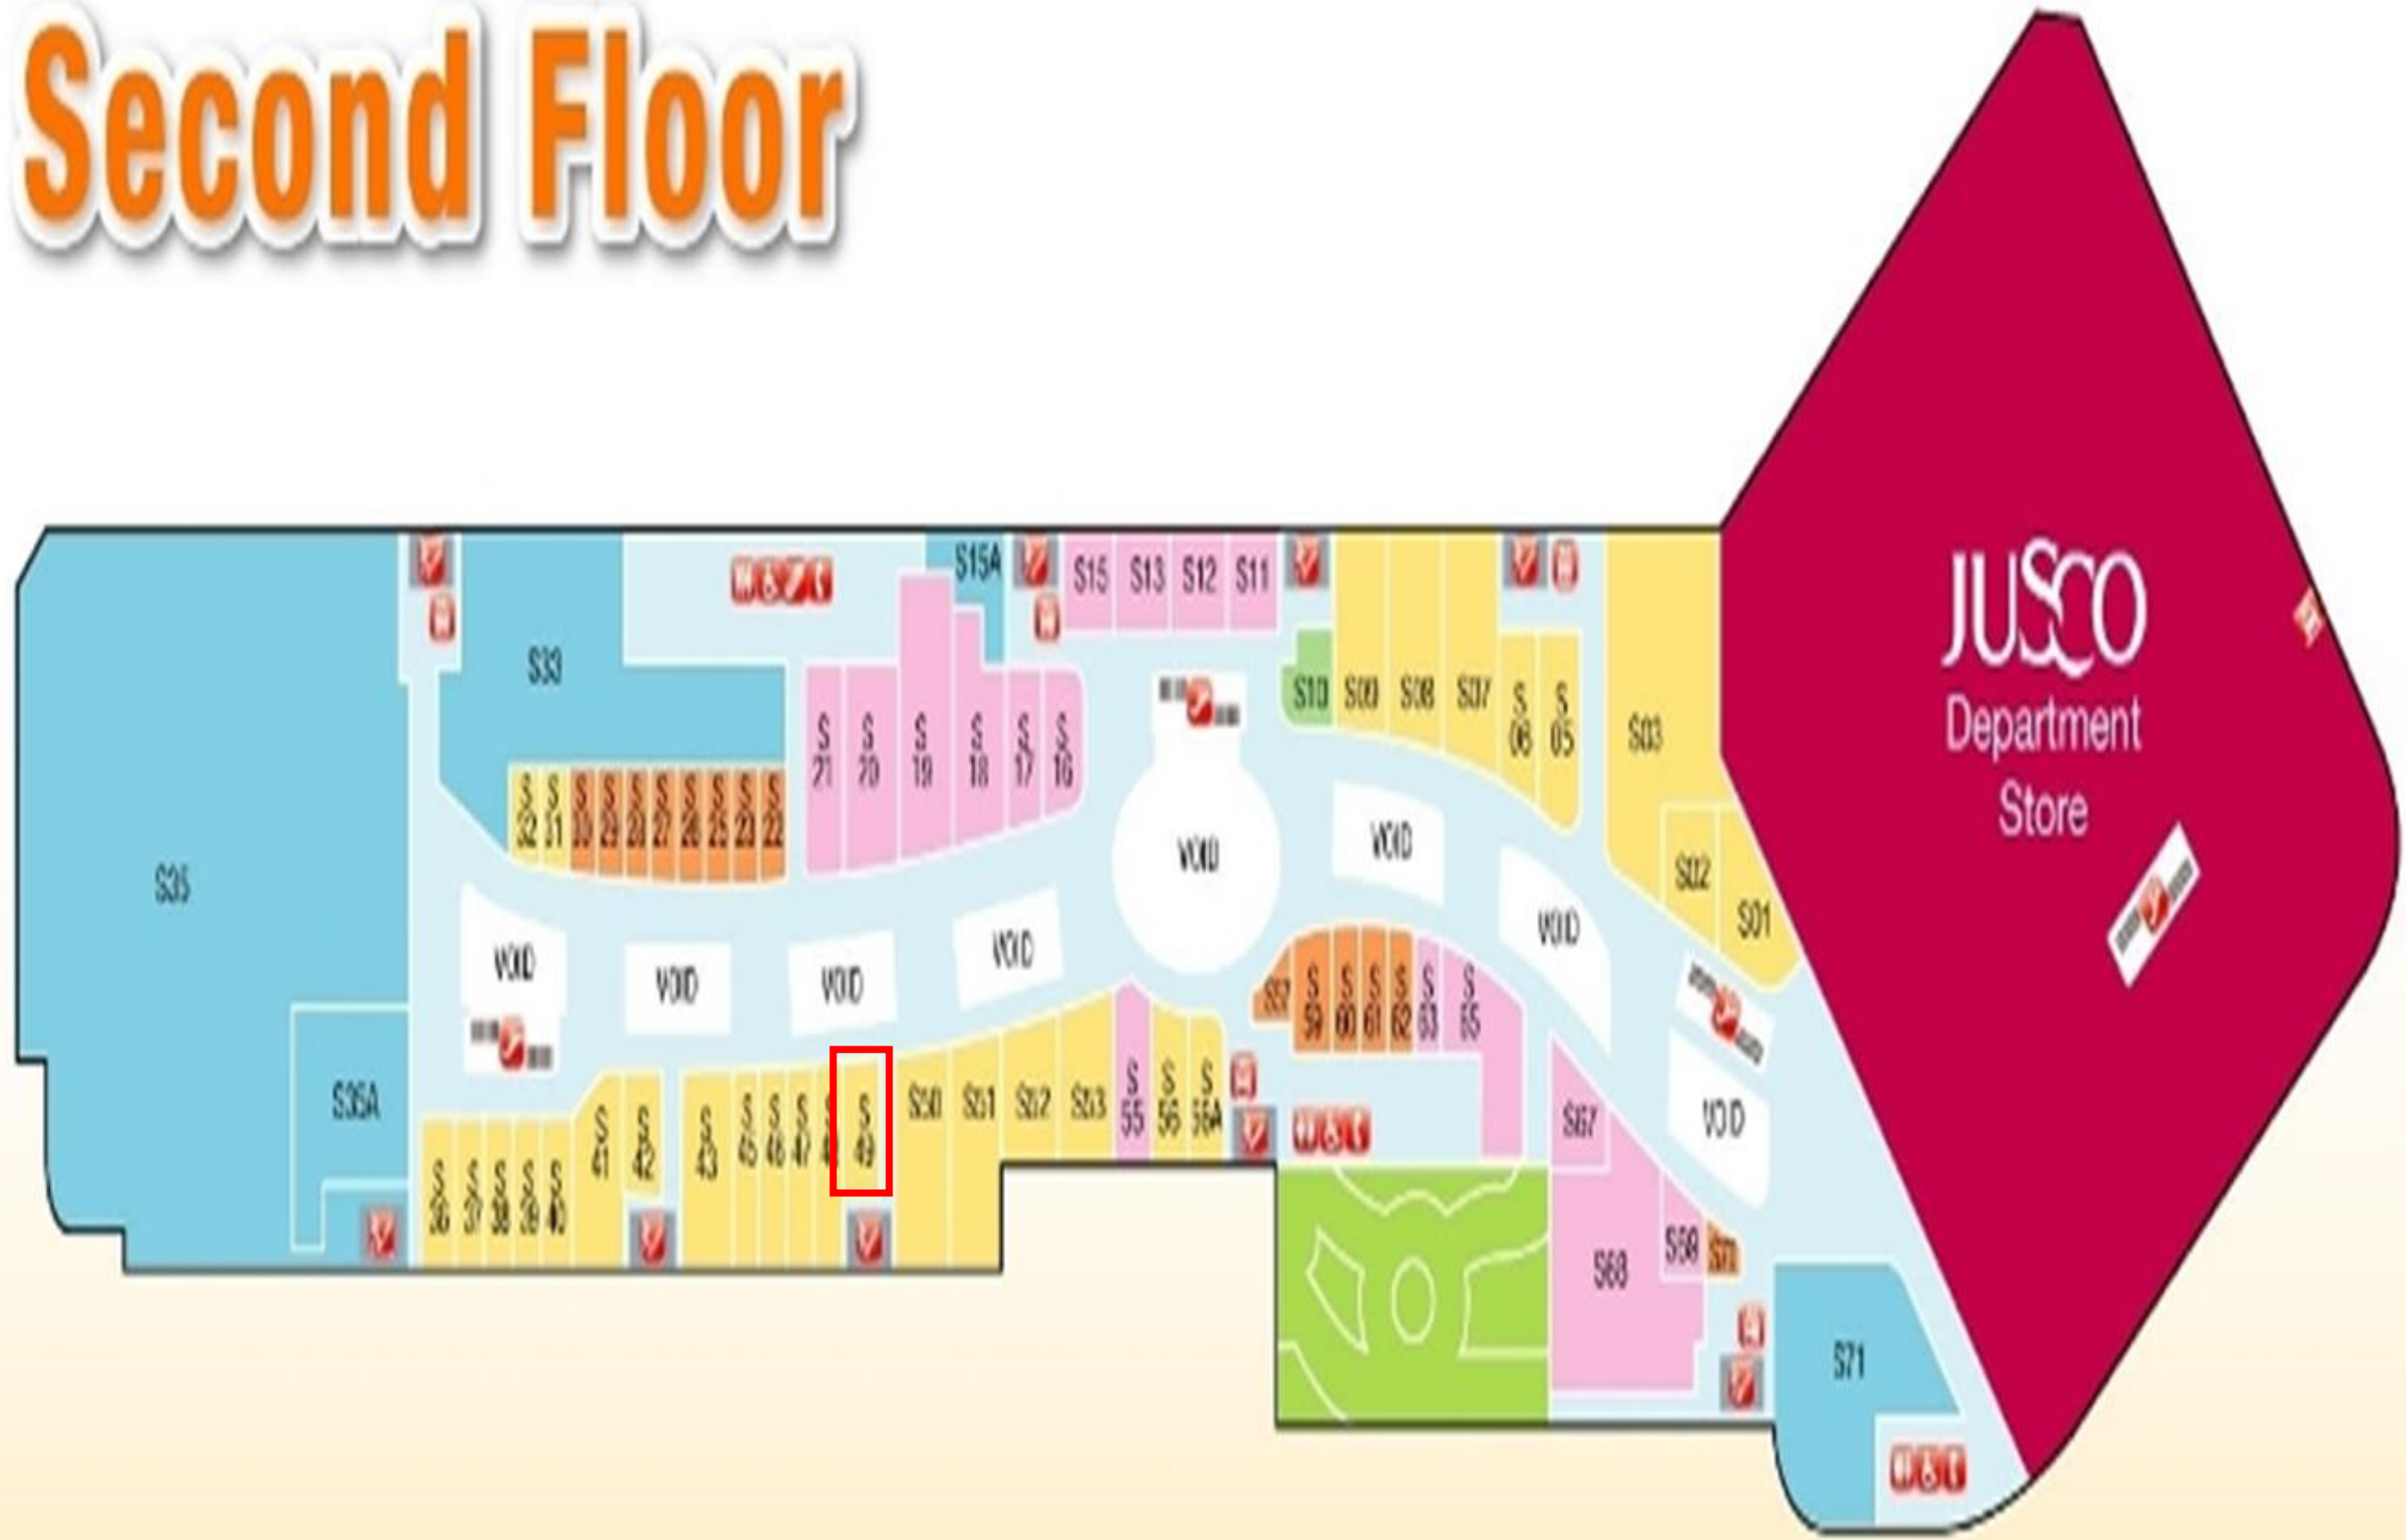 Second Floor
S15A
S15
S13
S12
S11
S33
S10
S09
S08
S07
S
06
S
05
S03
S
21
S
20
S
19
S
18
S
17
S
16
JUSCO
Department
Store
S
32
S
31
S
30
S
29
S
28
S
27
S
26
S
25
S
23
S
22
VOID
VOID
S35
S02
S01
VOID
VOID
VOID
VOID
VOID
S57
S
59
S
60
S
61
S
62
S
63
S
65
S35A
S
36
S
37
S
38
S
39
S
40
S
41
S
42
S
43
S
45
S
46
S
47
S
49
S50
S51
S52
S53
S
55
S
56
S
56A
S67
VOID
S68
S69
S71